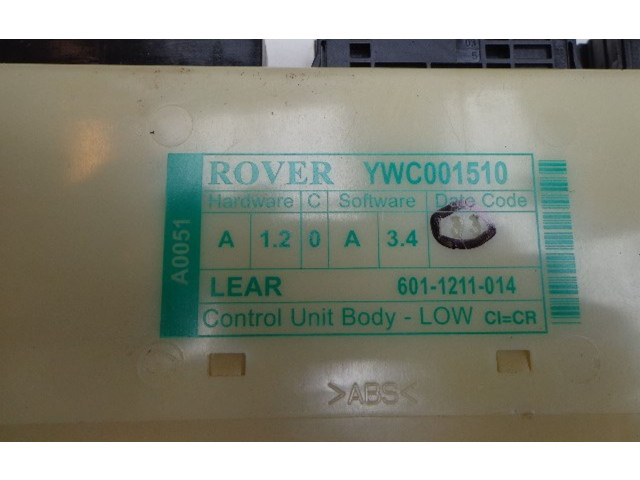 A0051
ROVER YWC001510
Hardware C Software Date Code
A 1.2 0 A 3.4
LEAR 601-1211-014
Control Unit Body - LOW CI=CR
>ABS<